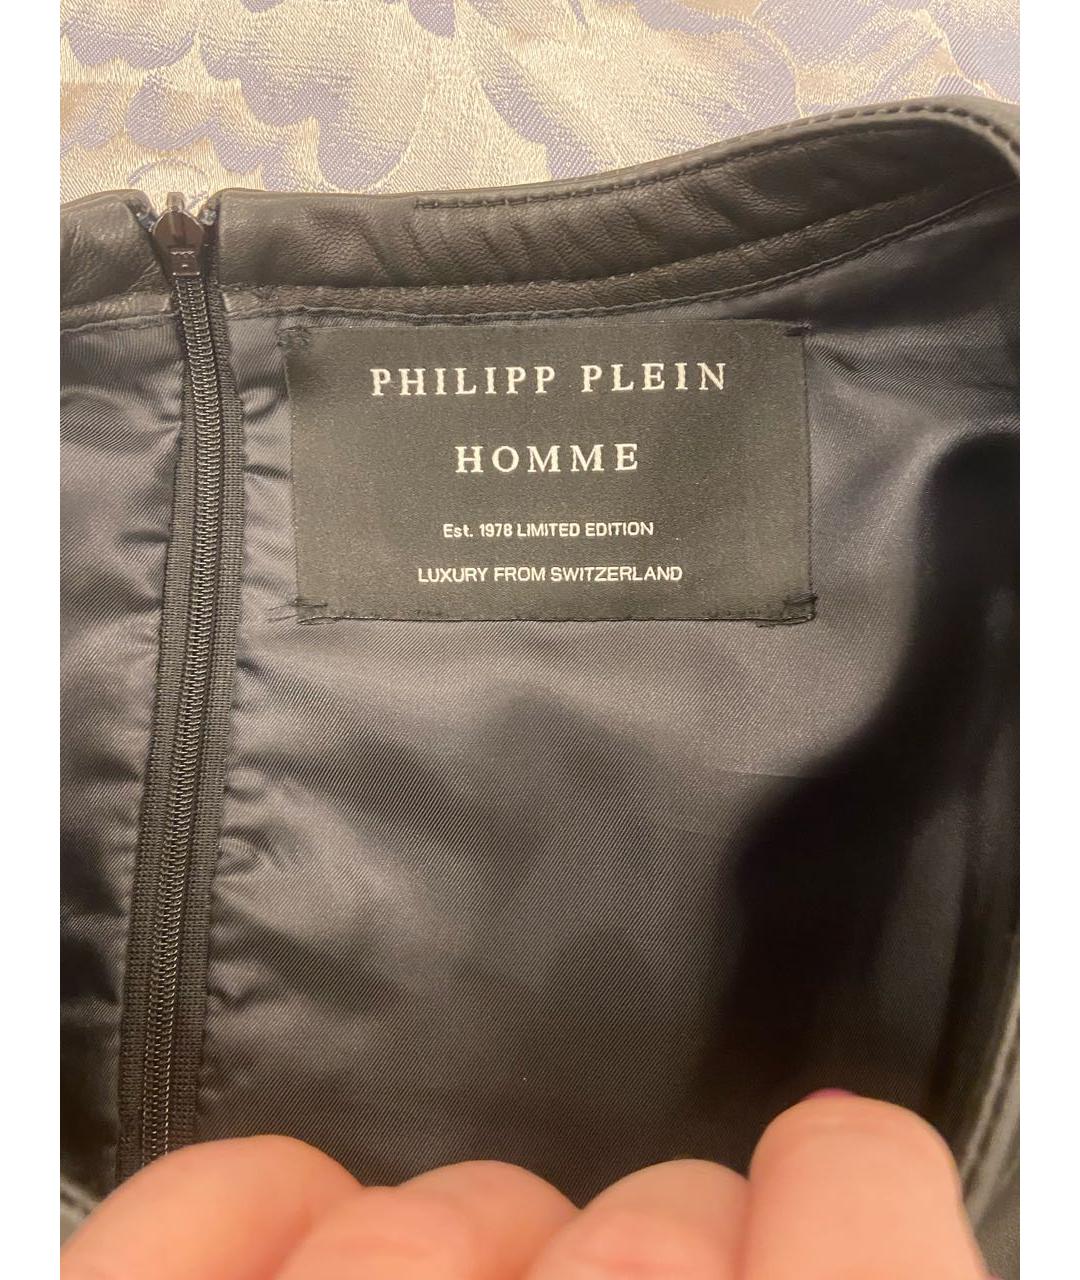 PHILIPP PLEIN
HOMME
Est. 1978 LIMITED EDITION
LUXURY FROM SWITZERLAND